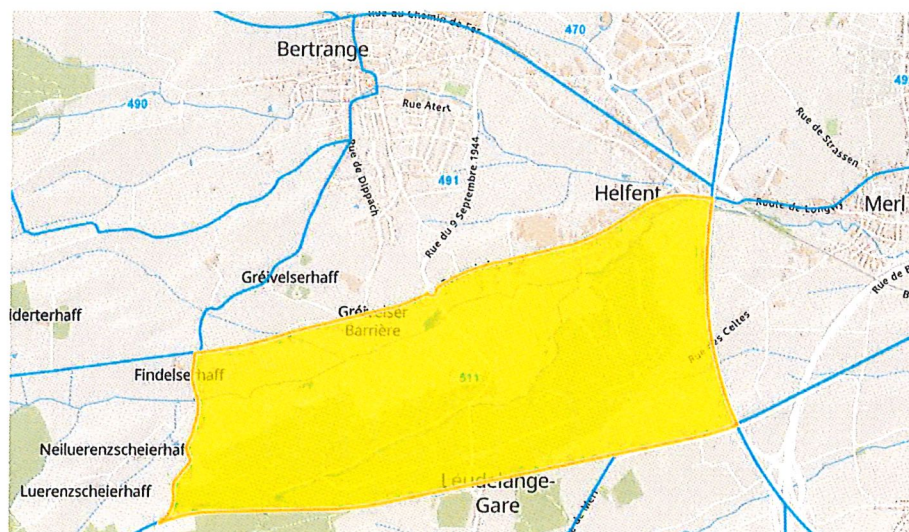 Rue du Chemin de Fer
470
Bertrange
490
Rue Atert
Rue de Strassen
Rue de Dippach
491
Rue du 9 Septembre 1944
Helfent
Route de Longwy
Merl
Gréivelserhaff
Gréivelser
Barrière
Rue des Celtes
Findelserhaff
511
Neiluerenzscheierhaf
Luerenzscheierhaff
Leudelange-
Gare